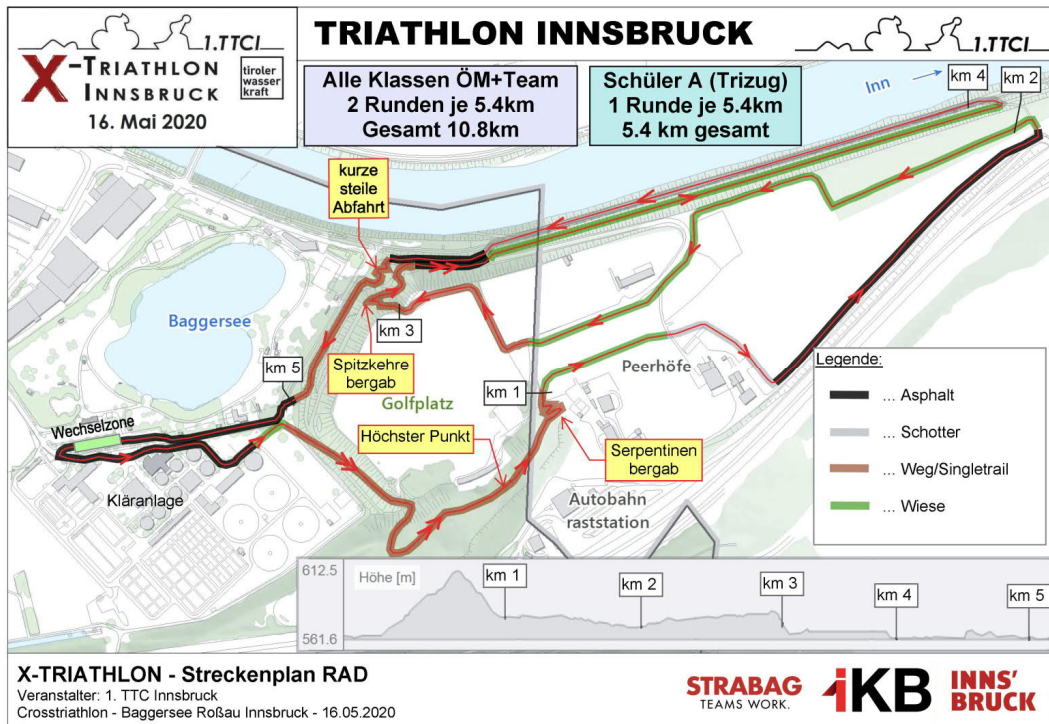 1.TTCI
X-TRIATHLON
INNSBRUCK
tiroler
wasser
kraft
16. Mai 2020
TRIATHLON INNSBRUCK
1.TTCI
Alle Klassen ÖM+Team
2 Runden je 5.4km
Gesamt 10.8km
Schüler A (Trizug)
1 Runde je 5.4km
5.4 km gesamt
Inn
km 4
km 2
kurze
steile
Abfahrt
Baggersee
km 3
km 5
Spitzkehre
bergab
Golfplatz
km 1
Peerhöfe
Wechselzone
Höchster Punkt
Serpentinen
bergab
Kläranlage
Autobahn
raststation
Legende:
... Asphalt
... Schotter
... Weg/Singletrail
... Wiese
612.5
Höhe [m]
561.6
km 1
km 2
km 3
km 4
km 5
X-TRIATHLON - Streckenplan RAD
Veranstalter: 1. TTC Innsbruck
Crosstriathlon - Baggersee Roßau Innsbruck - 16.05.2020
STRABAG
TEAMS WORK.
iKB
INNS'
BRUCK